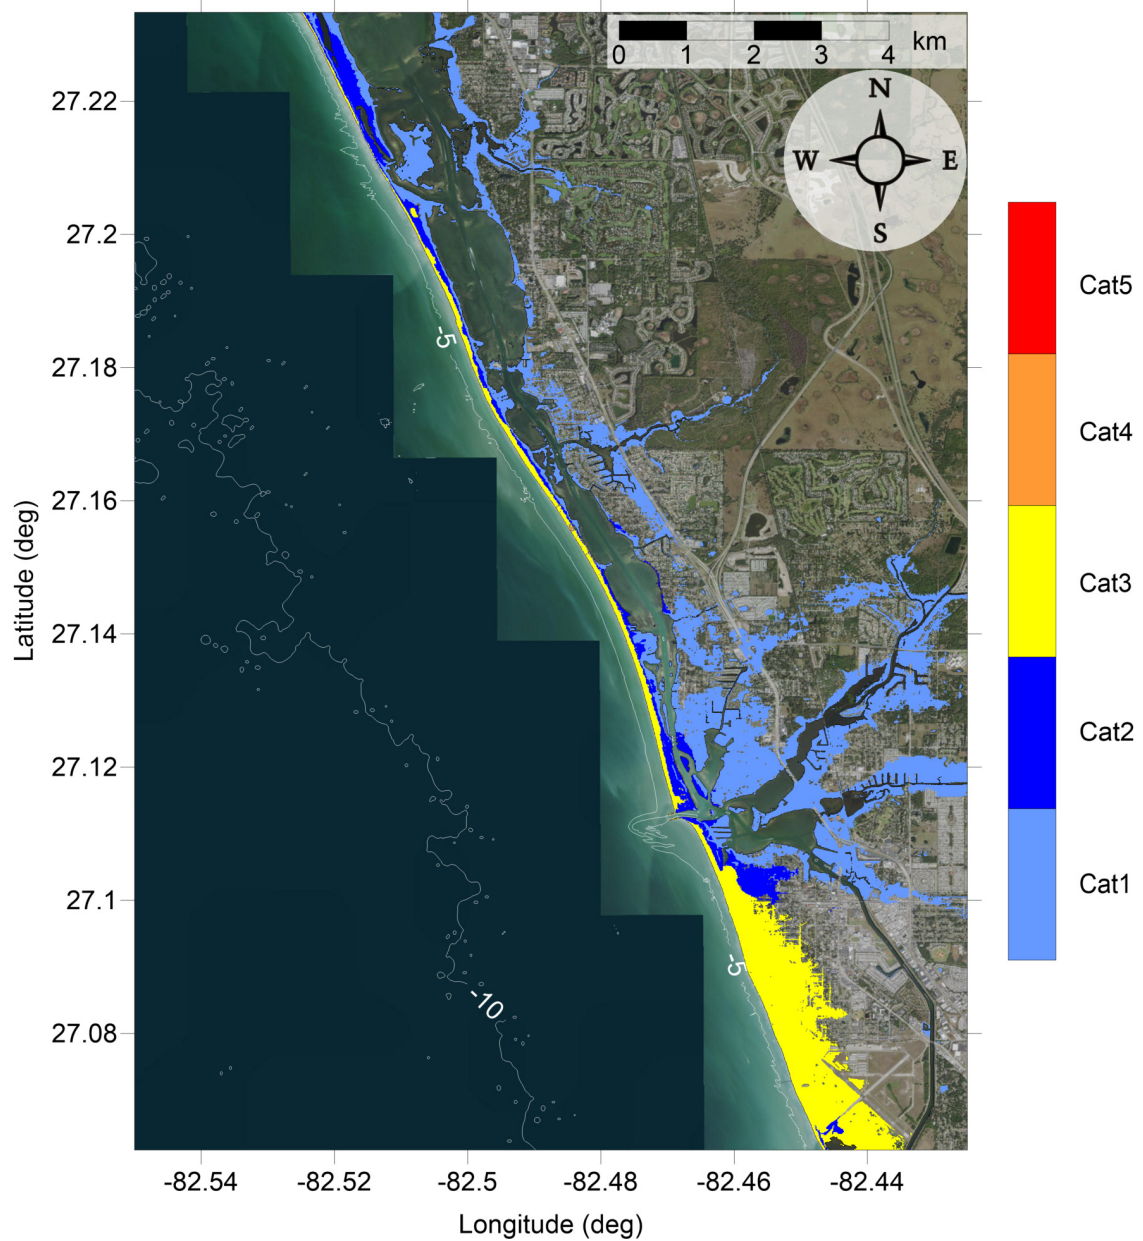 0 1 2 3 4 km
N
W E
S
27.22
27.2
27.18
27.16
27.14
27.12
27.1
27.08
Latitude (deg)
-5
-5
-10
Cat5
Cat4
Cat3
Cat2
Cat1
-82.54 -82.52 -82.5 -82.48 -82.46 -82.44
Longitude (deg)